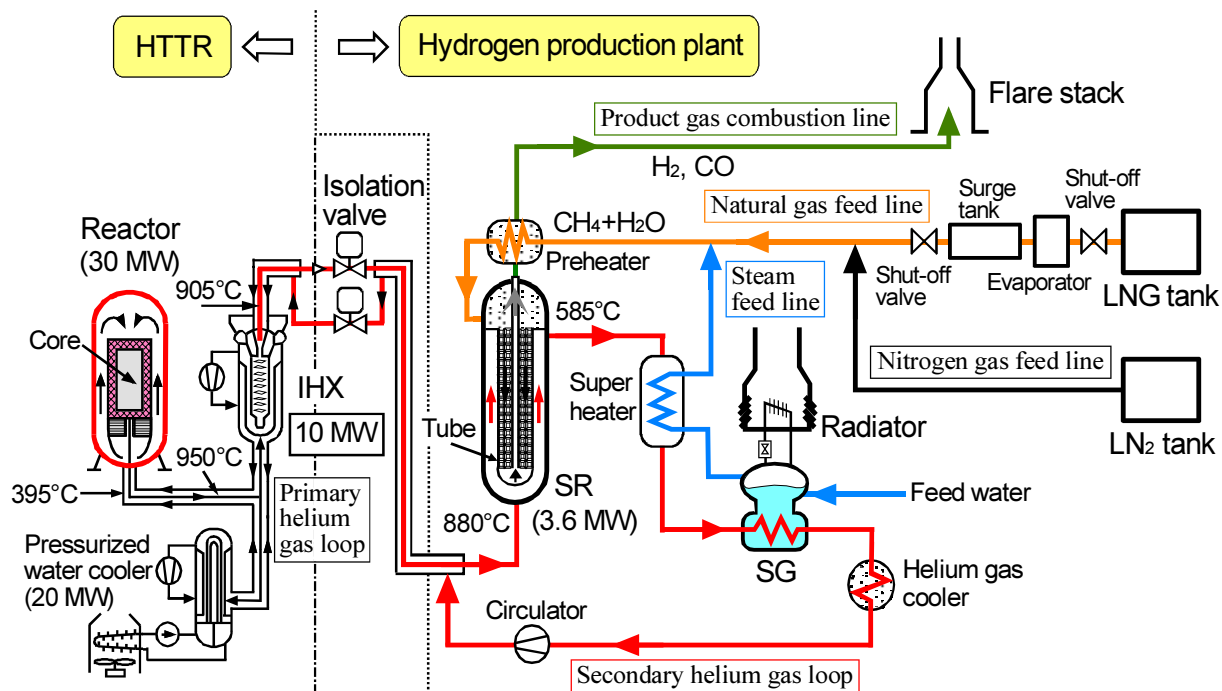 HTTR
Hydrogen production plant
Flare stack
Product gas combustion line
H₂, CO
Isolation
valve
Surge
tank
Shut-off
valve
Natural gas feed line
CH₄+H₂O
Preheater
Reactor
(30 MW)
Steam
feed line
Shut-off
valve
Evaporator
LNG tank
905°C
585°C
Core
Nitrogen gas feed line
Super
heater
IHX
10 MW
Tube
Radiator
LN₂ tank
950°C
395°C
Primary
helium
gas loop
SR
(3.6 MW)
880°C
Feed water
Pressurized
water cooler
(20 MW)
SG
Helium gas
cooler
Circulator
Secondary helium gas loop